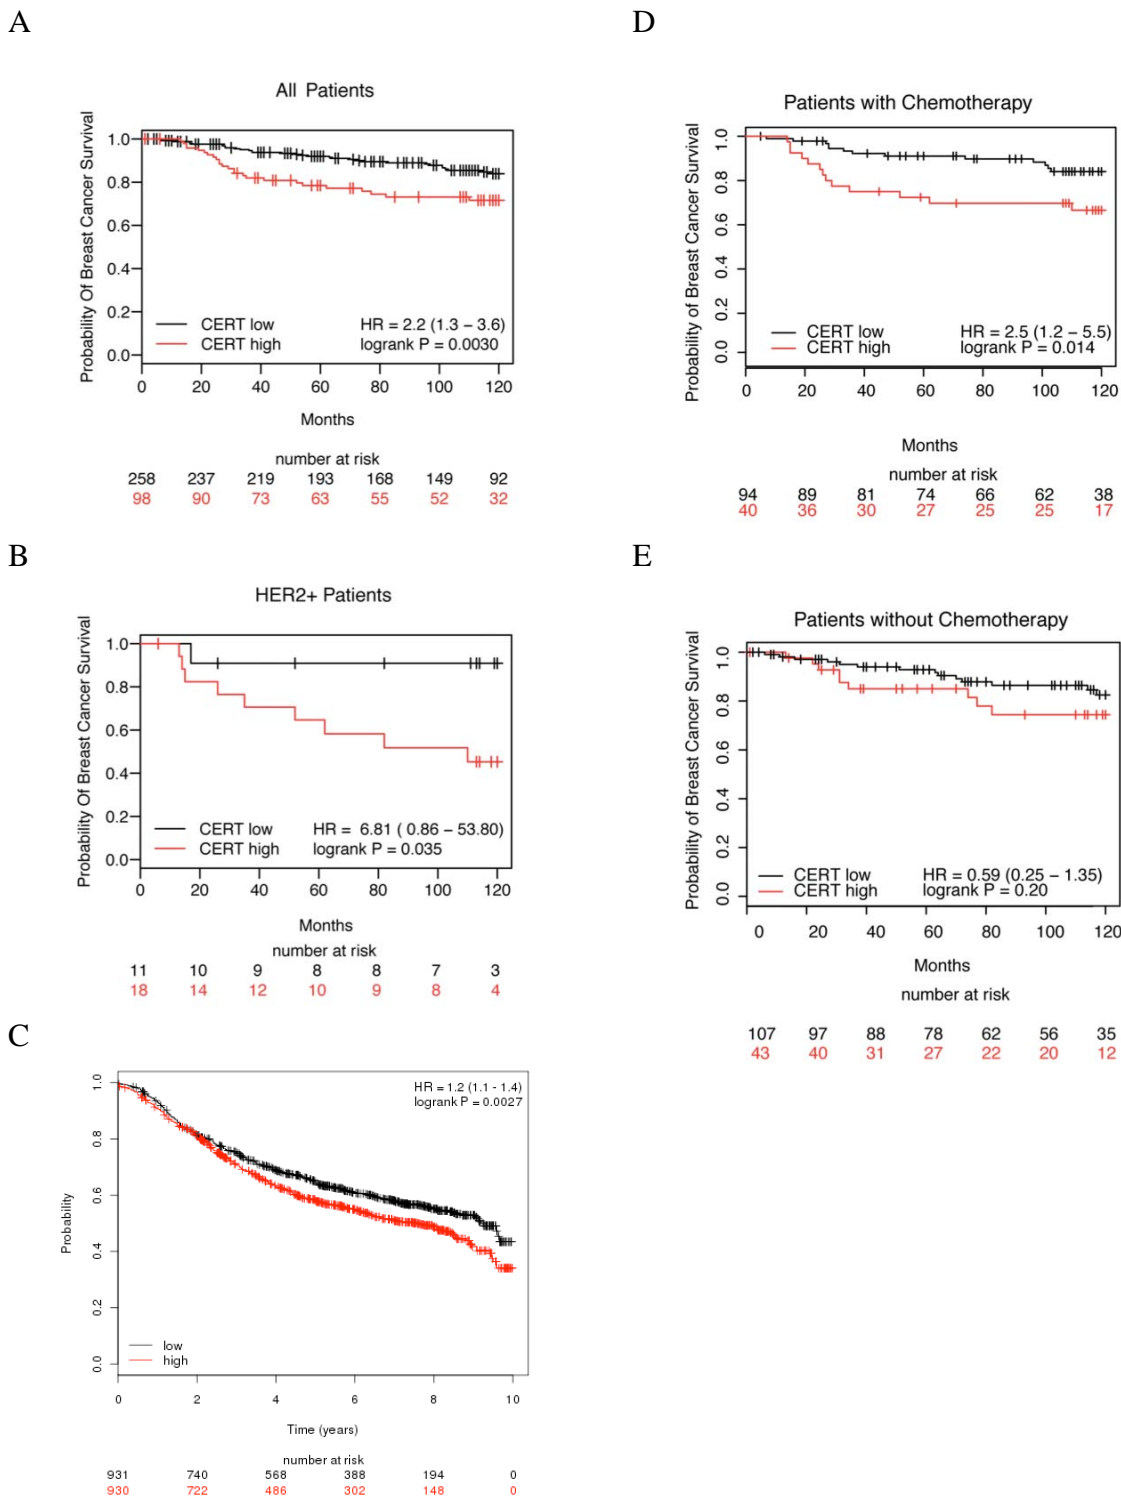 A
All Patients
Probability Of Breast Cancer Survival
1.0
0.8
0.6
0.4
0.2
0.0
CERT low
CERT high
HR = 2.2 (1.3 – 3.6)
logrank P = 0.0030
0 20 40 60 80 100 120
Months
number at risk
258 237 219 193 168 149 92
98 90 73 63 55 52 32
B
HER2+ Patients
Probability Of Breast Cancer Survival
1.0
0.8
0.6
0.4
0.2
0.0
CERT low
CERT high
HR = 6.81 ( 0.86 – 53.80)
logrank P = 0.035
0 20 40 60 80 100 120
Months
number at risk
11 10 9 8 8 7 3
18 14 12 10 9 8 4
C
Probability
1.0
0.8
0.6
0.4
0.2
0.0
HR = 1.2 (1.1 - 1.4)
logrank P = 0.0027
low
high
0 2 4 6 8 10
Time (years)
number at risk
931 740 568 388 194 0
930 722 486 302 148 0
D
Patients with Chemotherapy
Probability of Breast Cancer Survival
1.0
0.8
0.6
0.4
0.2
0.0
CERT low
CERT high
HR = 2.5 (1.2 – 5.5)
logrank P = 0.014
0 20 40 60 80 100 120
Months
number at risk
94 89 81 74 66 62 38
40 36 30 27 25 25 17
E
Patients without Chemotherapy
Probability of Breast Cancer Survival
1.0
0.8
0.6
0.4
0.2
0.0
CERT low
CERT high
HR = 0.59 (0.25 – 1.35)
logrank P = 0.20
0 20 40 60 80 100 120
Months
number at risk
107 97 88 78 62 56 35
43 40 31 27 22 20 12